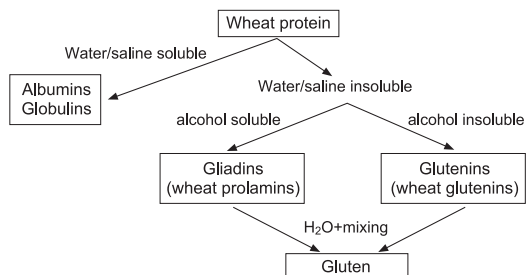 Wheat protein
Water/saline soluble
Albumins
Globulins
Water/saline insoluble
alcohol soluble
alcohol insoluble
Gliadins
(wheat prolamins)
Glutenins
(wheat glutenins)
H₂O+mixing
Gluten